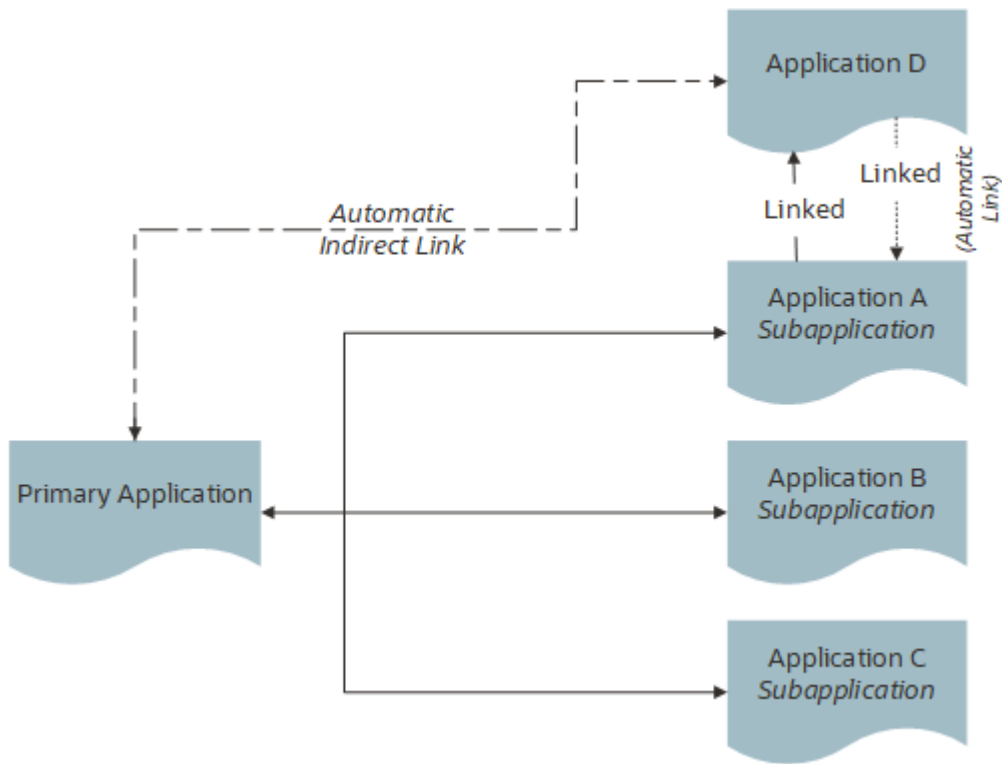 Application D
Linked
Linked
(Automatic
Link)
Automatic
Indirect Link
Application A
Subapplication
Primary Application
Application B
Subapplication
Application C
Subapplication